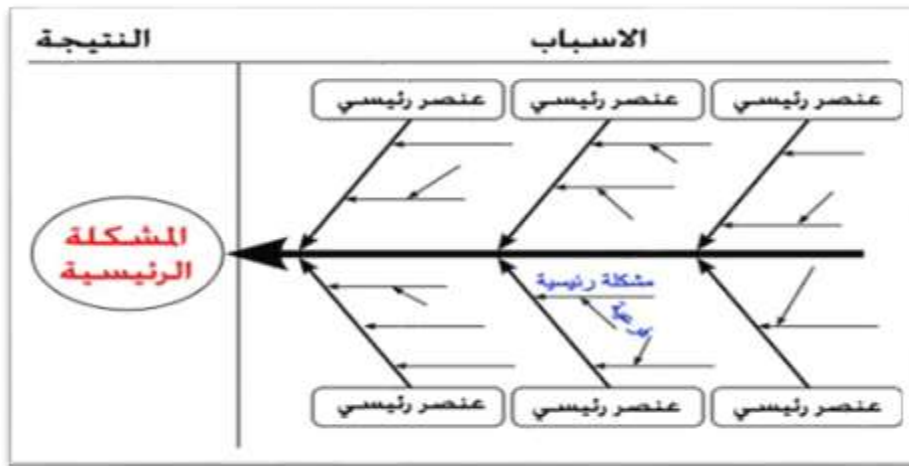 الاسباب
النتيجة
عنصر رئيسي
عنصر رئيسي
عنصر رئيسي
المشكلة
الرئيسية
مشكلة رئيسية
عنصر رئيسي
عنصر رئيسي
عنصر رئيسي